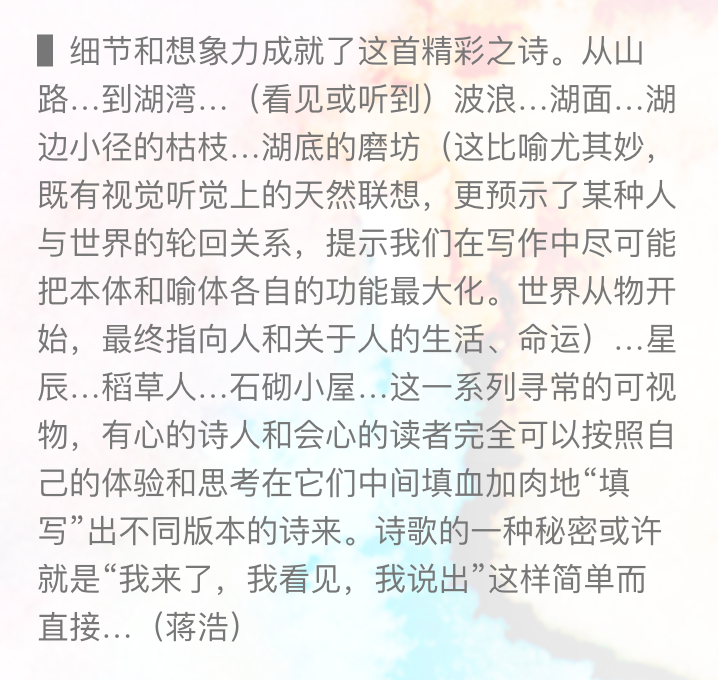 ▋细节和想象力成就了这首精彩之诗。从山
路…到湖湾…（看见或听到）波浪…湖面…湖
边小径的枯枝…湖底的磨坊（这比喻尤其妙，
既有视觉听觉上的天然联想，更预示了某种人
与世界的轮回关系，提示我们在写作中尽可能
把本体和喻体各自的功能最大化。世界从物开
始，最终指向人和关于人的生活、命运）…星
辰…稻草人…石砌小屋…这一系列寻常的可视
物，有心的诗人和会心的读者完全可以按照自
己的体验和思考在它们中间填血加肉地“填
写”出不同版本的诗来。诗歌的一种秘密或许
就是“我来了，我看见，我说出”这样简单而
直接…（蒋浩）